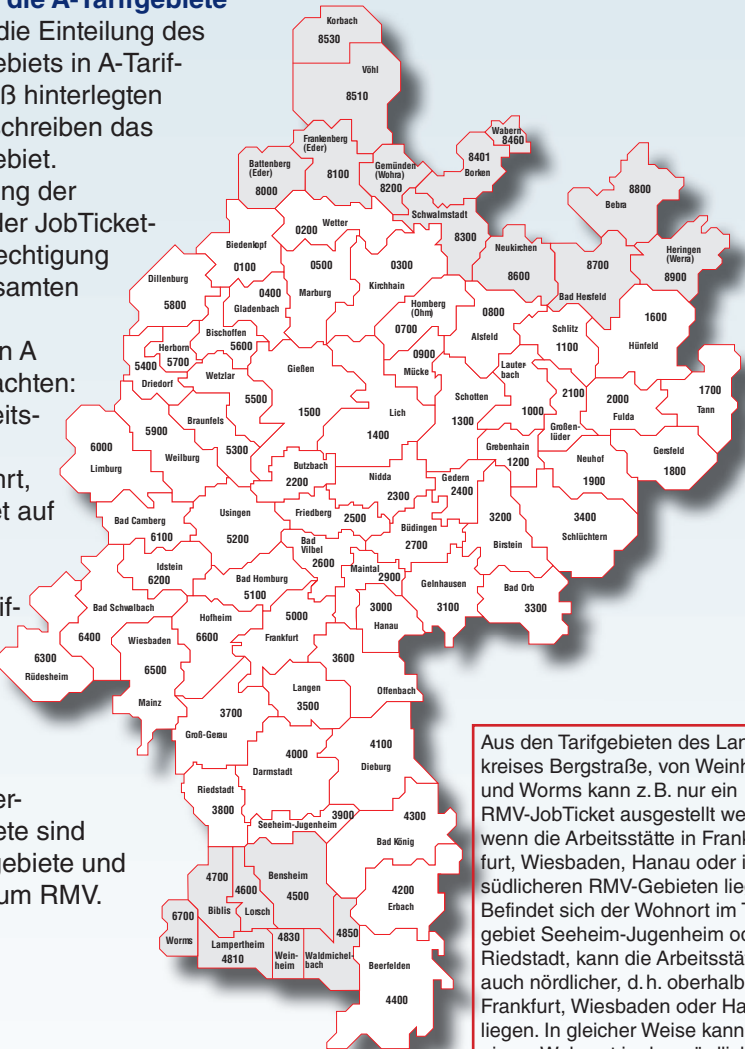 die A-Tarifgebiete
die Einteilung des
ebiets in A-Tarif-
ß hinterlegten
schreiben das
ebiet.
ng der
der JobTicket-
echtigung
samten
n A
achten:
eits-
hrt,
et auf
if-
er-
ete sind
gebiete und
um RMV.
Korbach
8530
Vöhl
8510
Wabern
8460
Frankenberg
(Eder)
8100
Battenberg
(Eder)
8000
Gemünden
(Wohra)
8200
8401
Borken
8800
Bebra
Schwalmstadt
8300
Neukirchen
8600
8700
Bad Hersfeld
Heringen
(Werra)
8900
0200
Wetter
Biedenkopf
0100
0500
Marburg
0300
Kirchhain
Dillenburg
5800
0400
Gladenbach
Homberg
(Ohm)
0700
0800
Alsfeld
Schlitz
1100
1600
Hünfeld
Bischoffen
5600
Herborn
5700
5400
Driedorf
Wetzlar
5500
Gießen
1500
0900
Mücke
Lauter-
bach
1000
Schotten
1300
2100
Großen-
lüder
2000
Fulda
1700
Tann
5900
Weilburg
Braunfels
5300
Lich
1400
6000
Limburg
Butzbach
2200
Nidda
2300
Gedern
2400
Grebenhain
1200
Neuhof
1900
Gersfeld
1800
Bad Camberg
6100
Usingen
5200
Friedberg
2500
Büdingen
2700
3200
Birstein
3400
Schlüchtern
Bad
Vilbel
2600
Idstein
6200
Bad Homburg
5100
Maintal
2900
Gelnhausen
3100
Bad Orb
3300
Bad Schwalbach
6400
Hofheim
6600
5000
Frankfurt
3000
Hanau
6300
Rüdesheim
Wiesbaden
6500
Mainz
3600
Offenbach
Langen
3500
3700
Groß-Gerau
4000
Darmstadt
4100
Dieburg
Riedstadt
3800
3900
Seeheim-Jugenheim
4300
Bad König
4700
Biblis
4600
Lorsch
Bensheim
4500
4200
Erbach
6700
Worms
Lampertheim
4810
4830
Wein-
heim
4850
Waldmichel-
bach
Beerfelden
4400
Aus den Tarifgebieten des Lan
kreises Bergstraße, von Weinh
und Worms kann z.B. nur ein
RMV-JobTicket ausgestellt we
wenn die Arbeitsstätte in Frank
furt, Wiesbaden, Hanau oder i
südlicheren RMV-Gebieten lie
Befindet sich der Wohnort im T
gebiet Seeheim-Jugenheim od
Riedstadt, kann die Arbeitsstä
auch nördlicher, d.h. oberhalb
Frankfurt, Wiesbaden oder Ha
liegen. In gleicher Weise kann